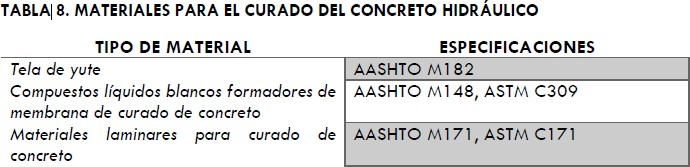 TABLA 8. MATERIALES PARA EL CURADO DEL CONCRETO HIDRÁULICO
TIPO DE MATERIAL ESPECIFICACIONES
Tela de yute AASHTO M182
Compuestos líquidos blancos formadores de AASHTO M148, ASTM C309
membrana de curado de concreto
Materiales laminares para curado de AASHTO M171, ASTM C171
concreto